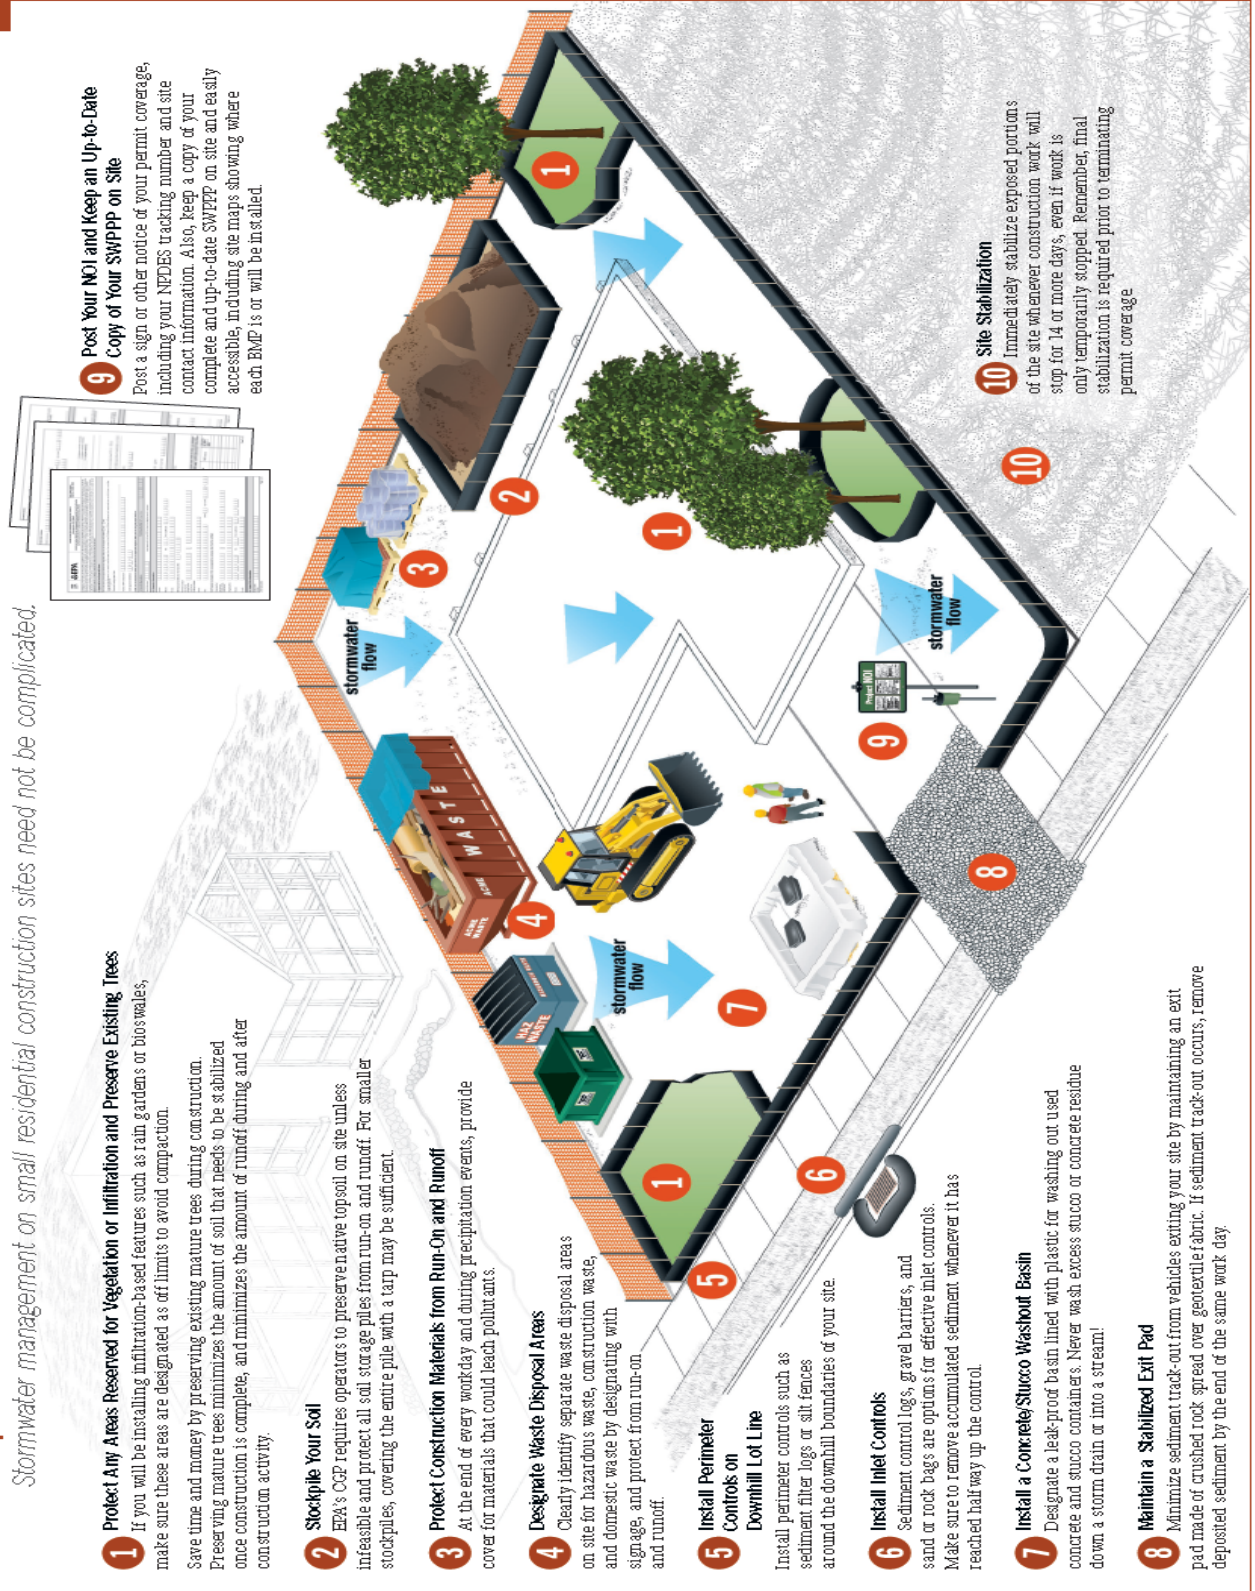 Stormwater management on small residential construction sites need not be complicated.
1 Protect Any Areas Reserved for Vegetation or Infiltration and Preserve Existing Trees
If you will be installing infiltration-based features such as rain gardens or bioswales,
make sure these areas are designated as off limits to avoid compaction.
Save time and money by preserving existing mature trees during construction.
Preserving mature trees minimizes the amount of soil that needs to be stabilized
once construction is complete, and minimizes the amount of runoff during and after
construction activity.
2 Stockpile Your Soil
EPA's CGP requires operators to preserve native topsoil on site unless
infeasible and protect all soil storage piles from run-on and runoff. For smaller
stockpiles, covering the entire pile with a tarp may be sufficient.
3 Protect Construction Materials from Run-On and Runoff
At the end of every workday and during precipitation events, provide
cover for materials that could leach pollutants.
4 Designate Waste Disposal Areas
Clearly identify separate waste disposal areas
on site for hazardous waste, construction waste,
and domestic waste by designating with
signage, and protect from run-on
and runoff.
5 Install Perimeter
Controls on
Downhill Lot Line
Install perimeter controls such as
sediment filter logs or silt fences
around the downhill boundaries of your site.
6 Install Inlet Controls
Sediment control logs, gravel barriers, and
sand or rock bags are options for effective inlet controls.
Make sure to remove accumulated sediment whenever it has
reached halfway up the control.
7 Install a Concrete/Stucco Washout Basin
Designate a leak-proof basin lined with plastic for washing out used
concrete and stucco containers. Never wash excess stucco or concrete residue
down a storm drain or into a stream!
8 Maintain a Stabilized Exit Pad
Minimize sediment track-out from vehicles exiting your site by maintaining an exit
pad made of crushed rock spread over geotextile fabric. If sediment track-out occurs, remove
deposited sediment by the end of the same work day.
9 Post Your NOI and Keep an Up-to-Date
Copy of Your SWPPP on Site
Post a sign or other notice of your permit coverage,
including your NPDES tracking number and site
contact information. Also, keep a copy of your
complete and up-to-date SWPPP on site and easily
accessible, including site maps showing where
each BMP is or will be installed.
10 Site Stabilization
Immediately stabilize exposed portions
of the site whenever construction work will
stop for 14 or more days, even if work is
only temporarily stopped. Remember, final
stabilization is required prior to terminating
permit coverage
EPA
stormwater
flow
stormwater
flow
stormwater
flow
ACME
WASTE
ACME WASTE
HAZ
WASTE
HAZARDOUS WASTE
Project NOI
1
1
1
2
3
4
5
6
7
8
9
10